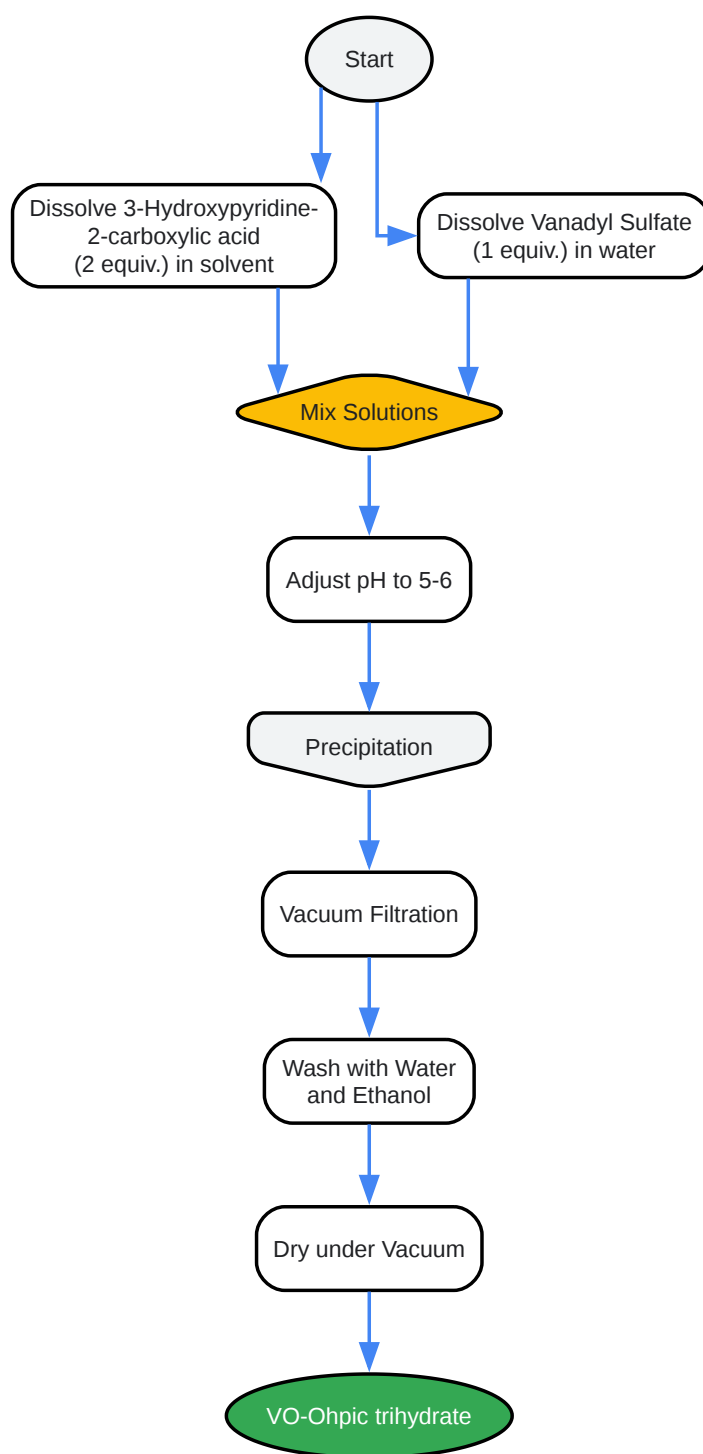 Start
Dissolve 3-Hydroxypyridine-
2-carboxylic acid
(2 equiv.) in solvent
Dissolve Vanadyl Sulfate
(1 equiv.) in water
Mix Solutions
Adjust pH to 5-6
Precipitation
Vacuum Filtration
Wash with Water
and Ethanol
Dry under Vacuum
VO-Ohpic trihydrate